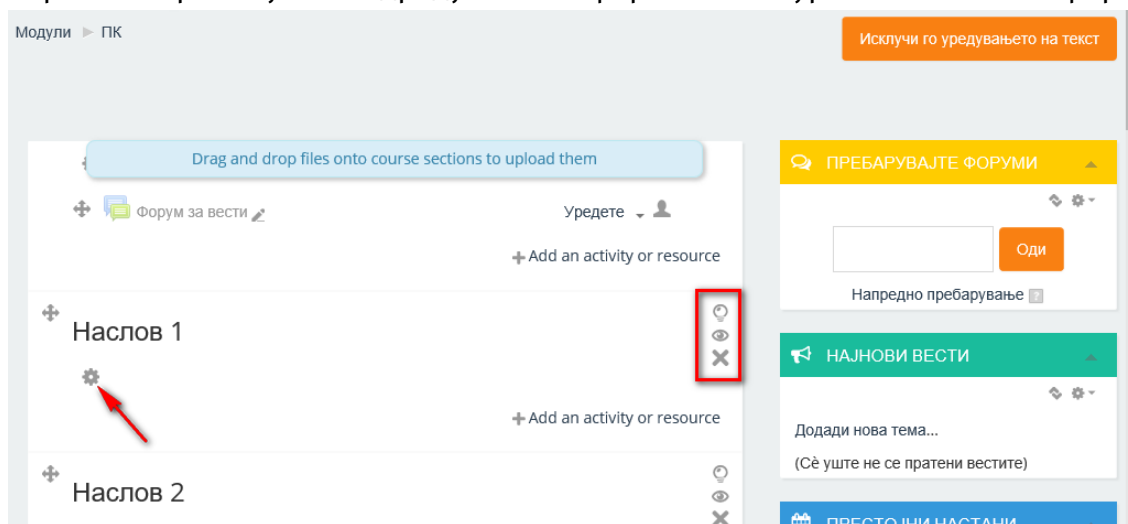 Модули ► ПК
Исклучи го уредувањето на текст
Drag and drop files onto course sections to upload them
Форум за вести
Уредете
Add an activity or resource
Наслов 1
Add an activity or resource
Наслов 2
ПРЕБАРУВАЈТЕ ФОРУМИ
Оди
Напредно пребарување
НАЈНОВИ ВЕСТИ
Додади нова тема...
(Сè уште не се пратени вестите)
ПРЕСТОЈНИ НАСТАНИ